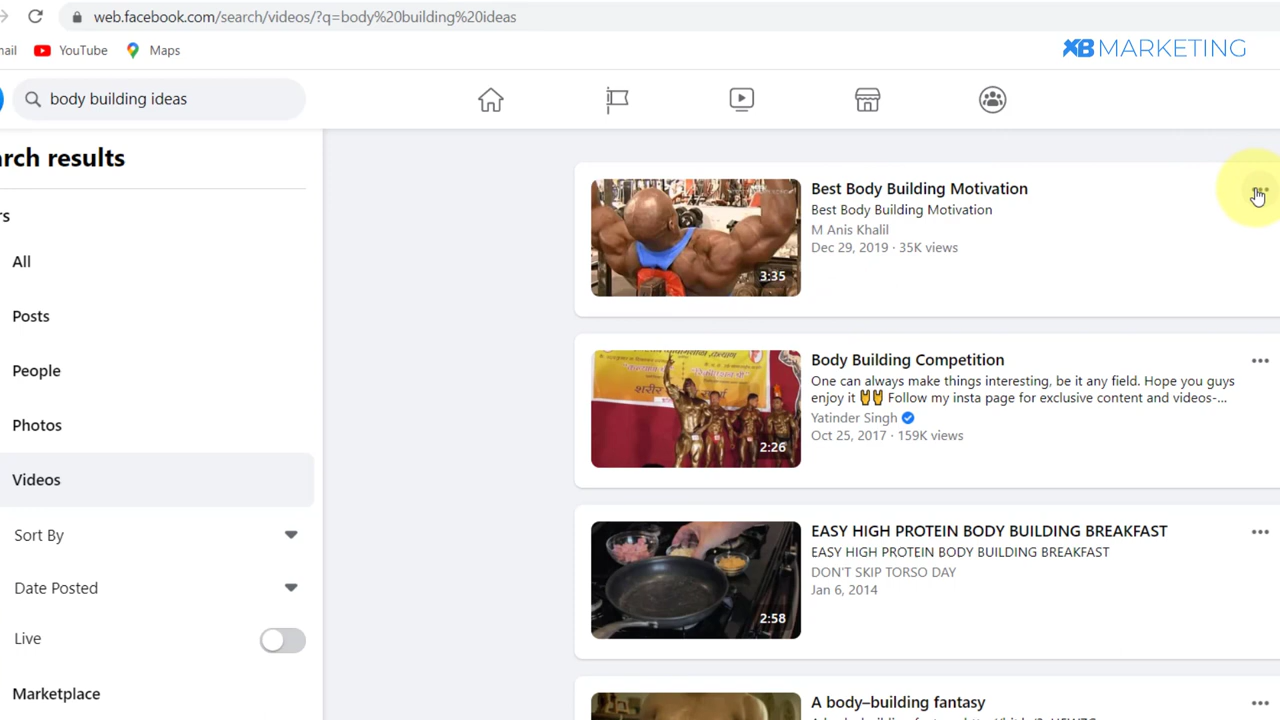 web.facebook.com/search/videos/?q=body%20building%20ideas
ail YouTube Maps
XB MARKETING
body building ideas
rch results
rs
All
Posts
People
Photos
Videos
Sort By
Date Posted
Live
Marketplace
Best Body Building Motivation
Best Body Building Motivation
M Anis Khalil
Dec 29, 2019 · 35K views
3:35
Body Building Competition
One can always make things interesting, be it any field. Hope you guys
enjoy it 🤘🤘 Follow my insta page for exclusive content and videos-...
Yatinder Singh
Oct 25, 2017 · 159K views
2:26
EASY HIGH PROTEIN BODY BUILDING BREAKFAST
EASY HIGH PROTEIN BODY BUILDING BREAKFAST
DON'T SKIP TORSO DAY
Jan 6, 2014
2:58
A body–building fantasy